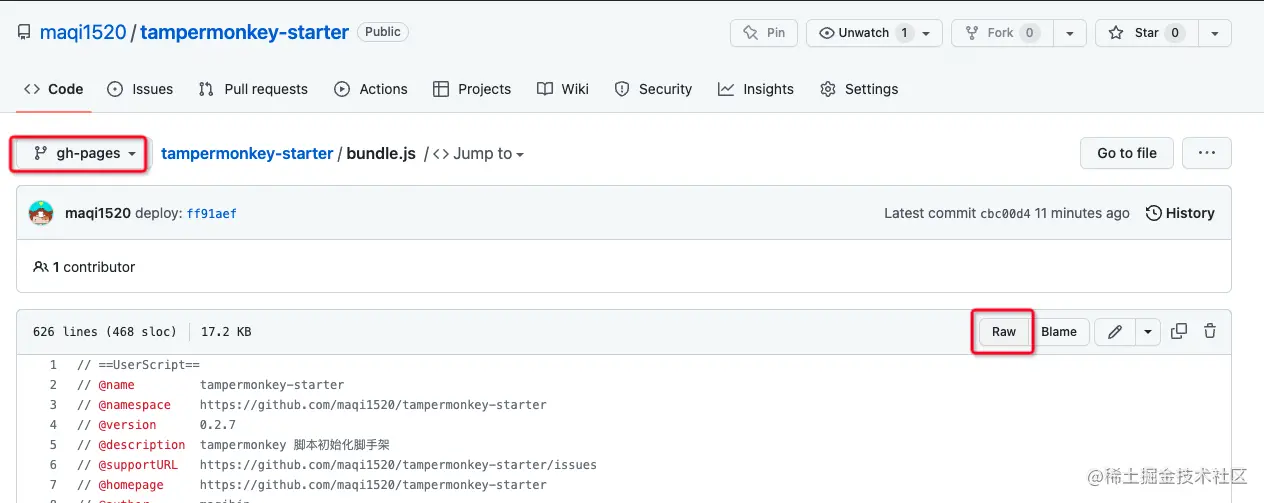 maqi1520 / tampermonkey-starter Public Pin Unwatch 1 Fork 0 Star 0
Code Issues Pull requests Actions Projects Wiki Security Insights Settings
gh-pages tampermonkey-starter / bundle.js / <> Jump to Go to file ...
maqi1520 deploy: ff91aef Latest commit cbc00d4 11 minutes ago History
1 contributor
626 lines (468 sloc) 17.2 KB Raw Blame
1 // ==UserScript==
2 // @name tampermonkey-starter
3 // @namespace https://github.com/maqi1520/tampermonkey-starter
4 // @version 0.2.7
5 // @description tampermonkey 脚本初始化脚手架
6 // @supportURL https://github.com/maqi1520/tampermonkey-starter/issues
7 // @homepage https://github.com/maqi1520/tampermonkey-starter
@稀土掘金技术社区